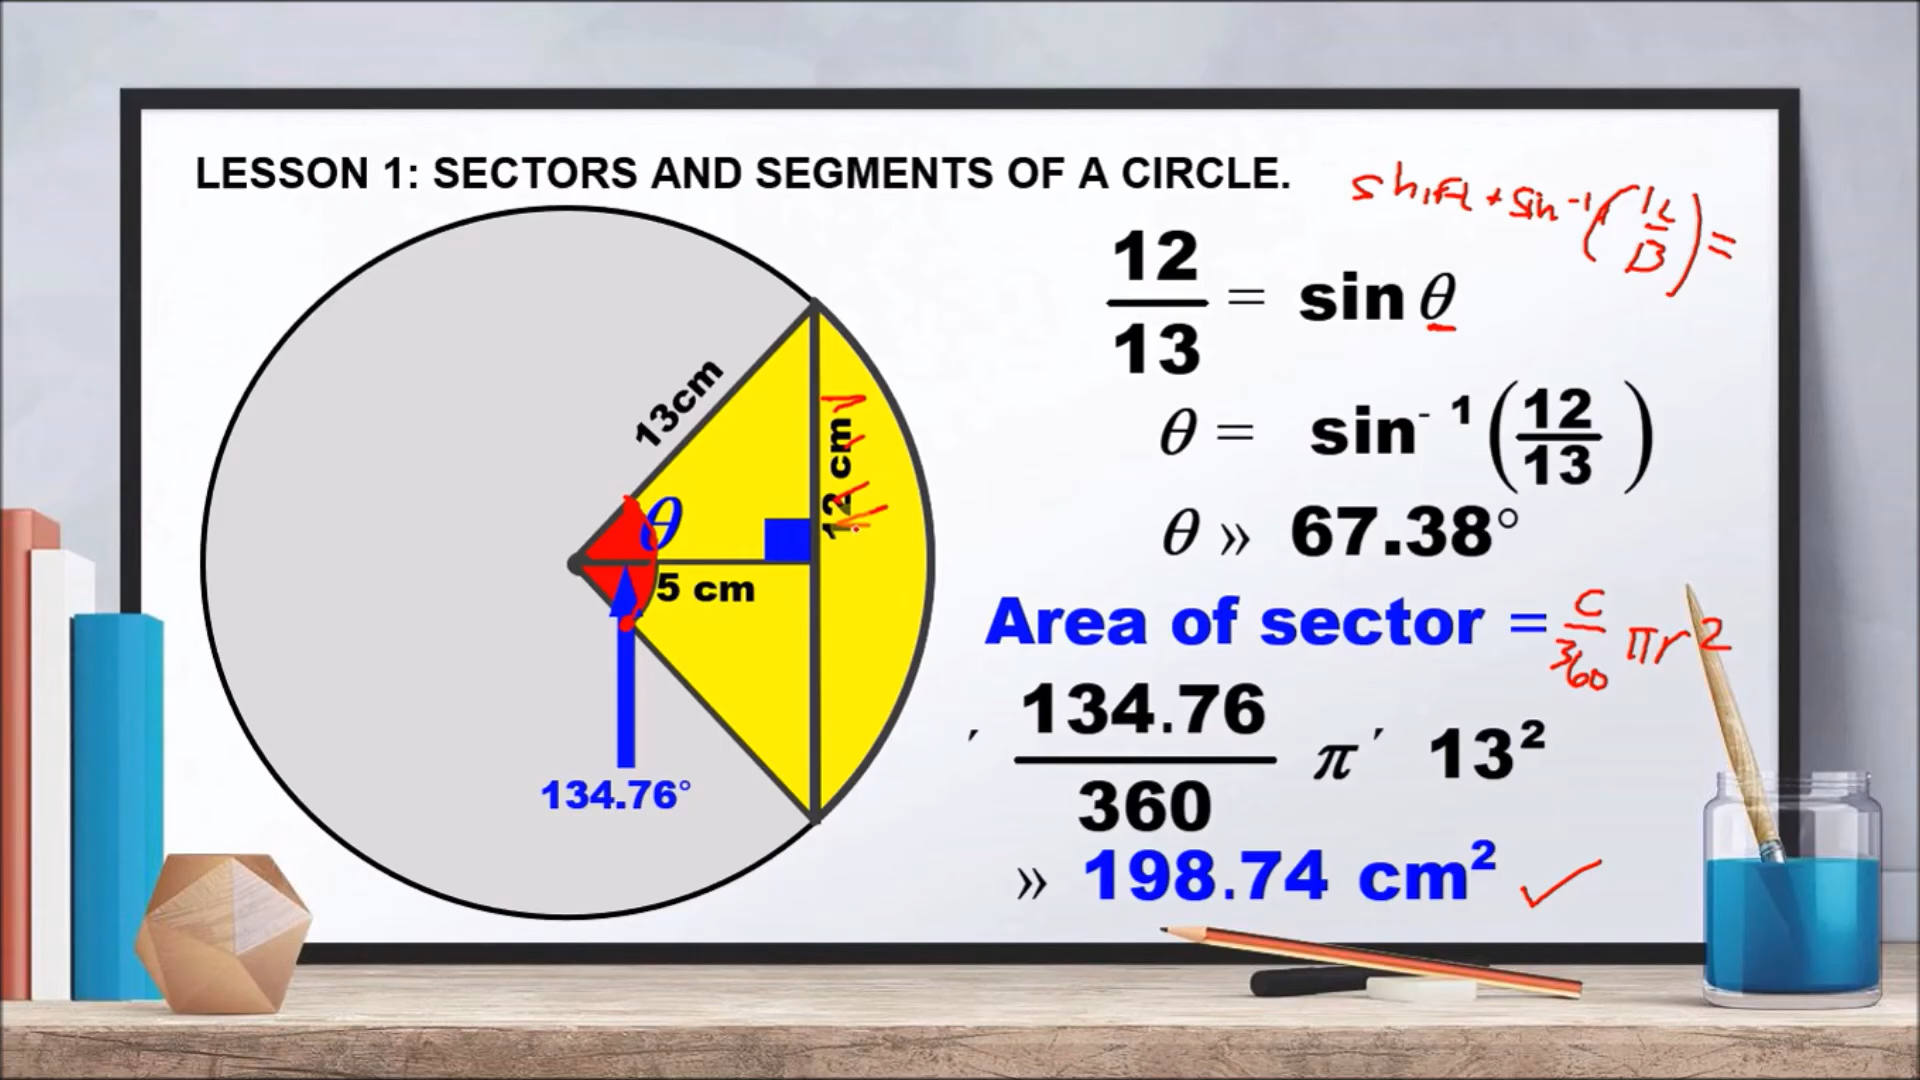 LESSON 1: SECTORS AND SEGMENTS OF A CIRCLE.
shift + sin -1 (12/13) =
12/13 = sin θ
θ = sin- 1 (12/13)
θ » 67.38°
13cm
12 cm
θ
5 cm
134.76°
Area of sector = C/360 πr2
´ 134.76/360 π ´ 13²
» 198.74 cm²